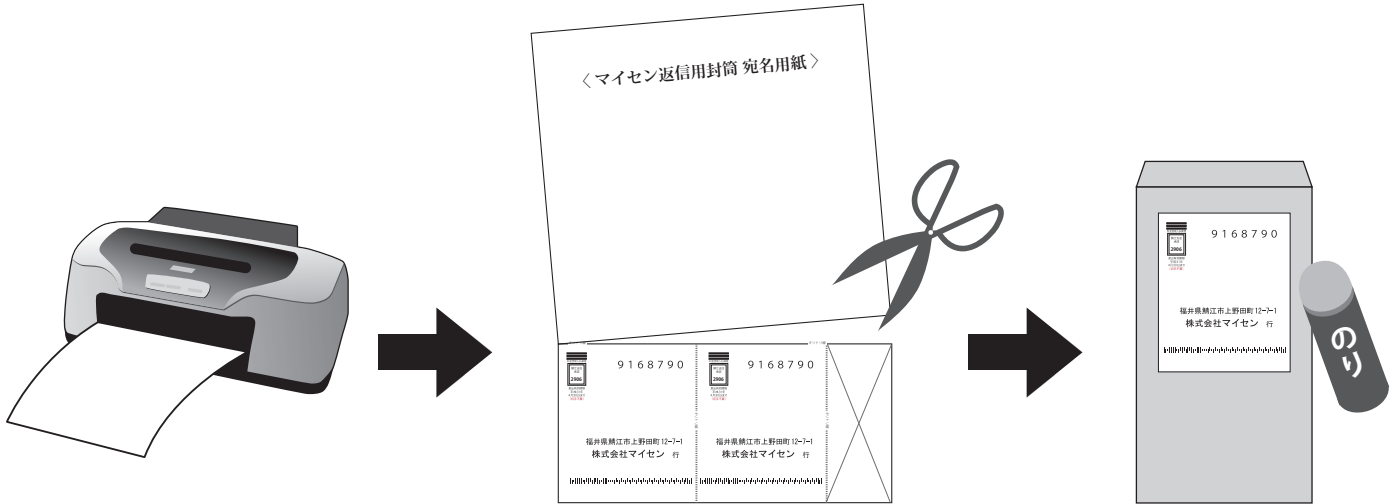 〈マイセン返信用封筒 宛名用紙〉
9168790
2906
福井県鯖江市上野田町12-7-1
株式会社マイセン 行
9168790
2906
福井県鯖江市上野田町12-7-1
株式会社マイセン 行
9168790
2906
福井県鯖江市上野田町12-7-1
株式会社マイセン 行
のり